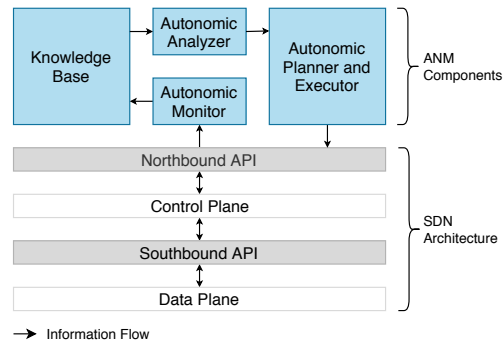 Knowledge
Base
Autonomic
Analyzer
Autonomic
Monitor
Autonomic
Planner and
Executor
ANM
Components
Northbound API
Control Plane
Southbound API
Data Plane
SDN
Architecture
Information Flow